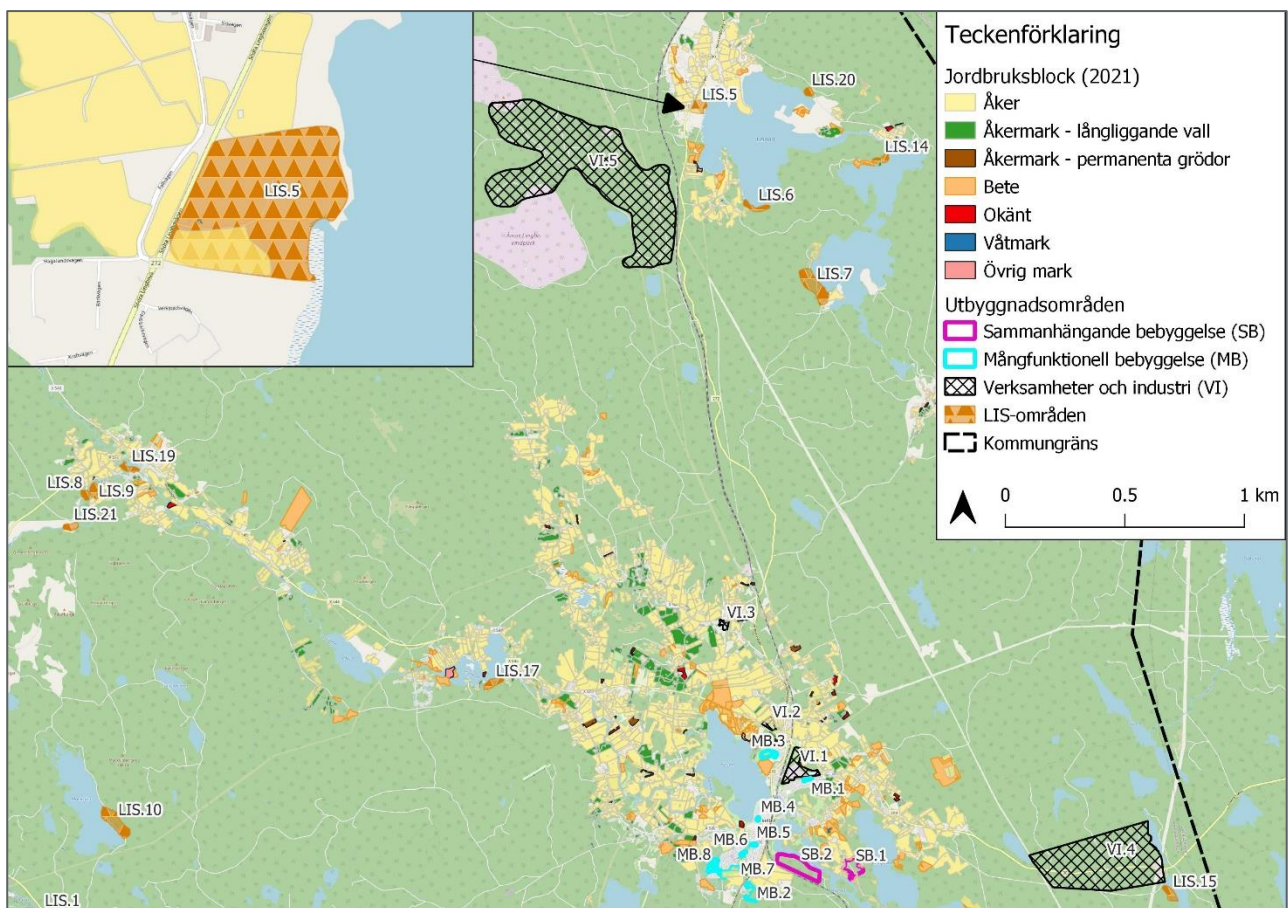 Teckenförklaring
Jordbruksblock (2021)
Åker
Åkermark - långliggande vall
Åkermark - permanenta grödor
Bete
Okänt
Våtmark
Övrig mark
Utbyggnadsområden
Sammanhängande bebyggelse (SB)
Mångfunktionell bebyggelse (MB)
Verksamheter och industri (VI)
LIS-områden
Kommungräns
0 0.5 1 km
LIS.5
272
LIS.5
LIS.20
LIS.14
VI.5
LIS.6
LIS.7
LIS.19
LIS.8
LIS.9
LIS.21
VI.3
LIS.17
VI.2
MB.3
VI.1
MB.1
LIS.10
MB.4
MB.5
MB.6
MB.8
SB.2
SB.1
MB.7
MB.2
VI.4
LIS.15
LIS.1